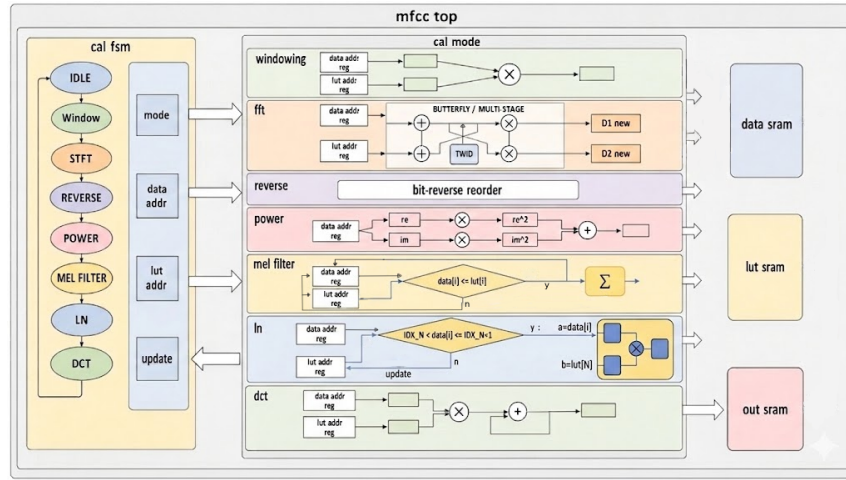 mfcc top
cal fsm
IDLE
Window
STFT
REVERSE
POWER
MEL FILTER
LN
DCT
mode
data
addr
lut
addr
update
cal mode
windowing
data addr
reg
lut addr
reg
×
fft
data addr
reg
lut addr
reg
BUTTERFLY / MULTI-STAGE
+
+
TWID
×
×
D1 new
D2 new
reverse
bit-reverse reorder
power
data addr
reg
re
×
re^2
im
×
imr^2
+
mel filter
data addr
reg
lut addr
reg
data[i] <= lut[i]
y
n
Σ
ln
data addr
reg
lut addr
reg
IDX_N < data[i] <= IDX_N<1
y :
n
update
a=data[i]
b=lut[N]
×
dct
data addr
reg
lut addr
reg
×
+
data sram
lut sram
out sram